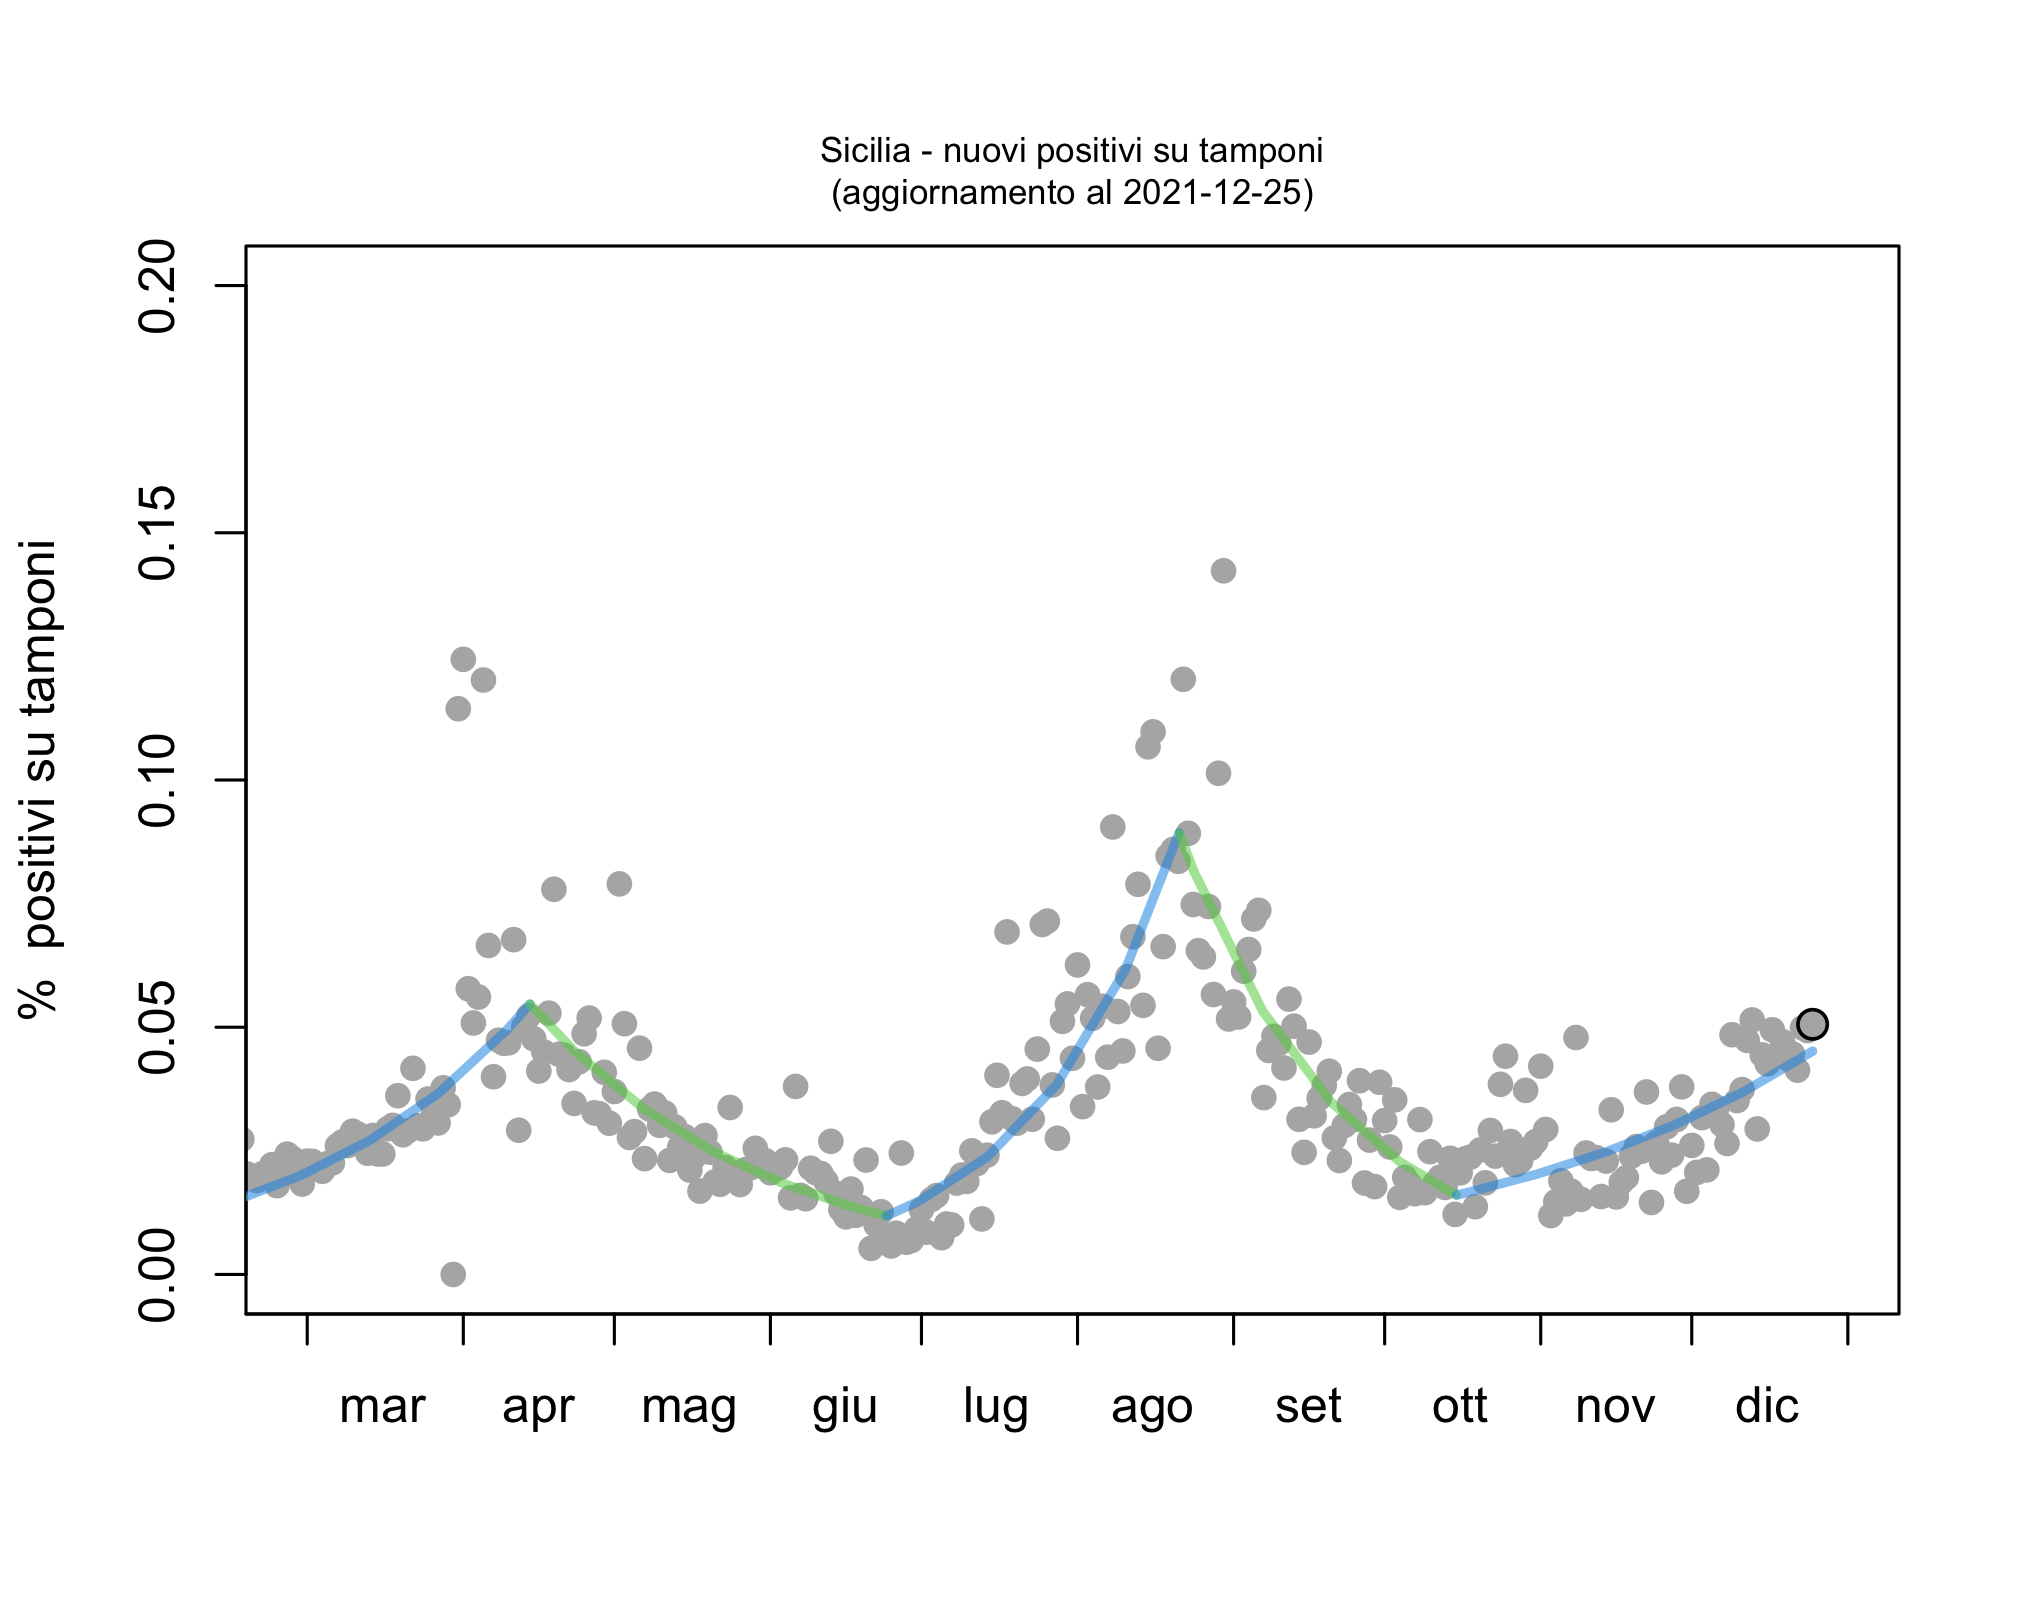 Sicilia - nuovi positivi su tamponi
(aggiornamento al 2021-12-25)
% positivi su tamponi
0.20
0.15
0.10
0.05
0.00
mar apr mag giu lug ago set ott nov dic